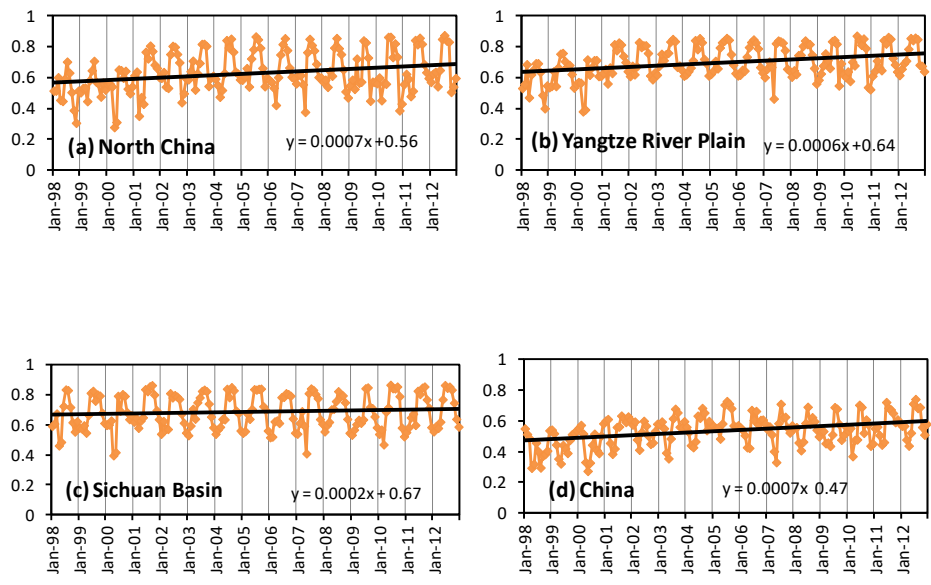 1
0.8
0.6
0.4
0.2
0
(a) North China
y = 0.0007x +0.56
Jan-98
Jan-99
Jan-00
Jan-01
Jan-02
Jan-03
Jan-04
Jan-05
Jan-06
Jan-07
Jan-08
Jan-09
Jan-10
Jan-11
Jan-12
1
0.8
0.6
0.4
0.2
0
(b) Yangtze River Plain
y = 0.0006x +0.64
Jan-98
Jan-99
Jan-00
Jan-01
Jan-02
Jan-03
Jan-04
Jan-05
Jan-06
Jan-07
Jan-08
Jan-09
Jan-10
Jan-11
Jan-12
1
0.8
0.6
0.4
0.2
0
(c) Sichuan Basin
y = 0.0002x + 0.67
Jan-98
Jan-99
Jan-00
Jan-01
Jan-02
Jan-03
Jan-04
Jan-05
Jan-06
Jan-07
Jan-08
Jan-09
Jan-10
Jan-11
Jan-12
1
0.8
0.6
0.4
0.2
0
(d) China
y = 0.0007x 0.47
Jan-98
Jan-99
Jan-00
Jan-01
Jan-02
Jan-03
Jan-04
Jan-05
Jan-06
Jan-07
Jan-08
Jan-09
Jan-10
Jan-11
Jan-12